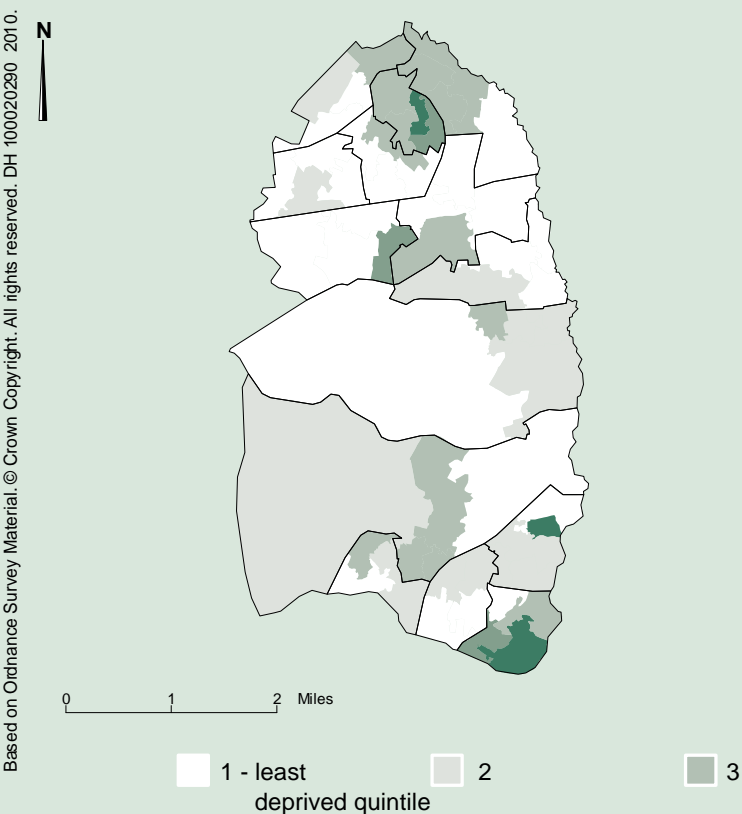 Based on Ordnance Survey Material. © Crown Copyright. All rights reserved. DH 100020290 2010.
N
0 1 2 Miles
1 - least
deprived quintile
2
3